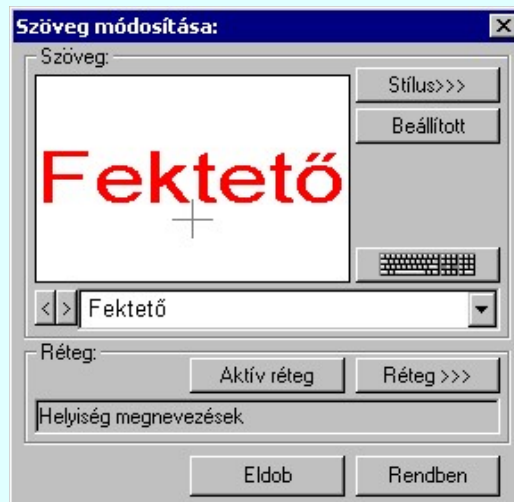 Szöveg módosítása:
Szöveg:
Stílus>>>
Beállított
Fektető
< > Fektető
Réteg:
Aktív réteg Réteg >>>
Helyiség megnevezések
Eldob Rendben